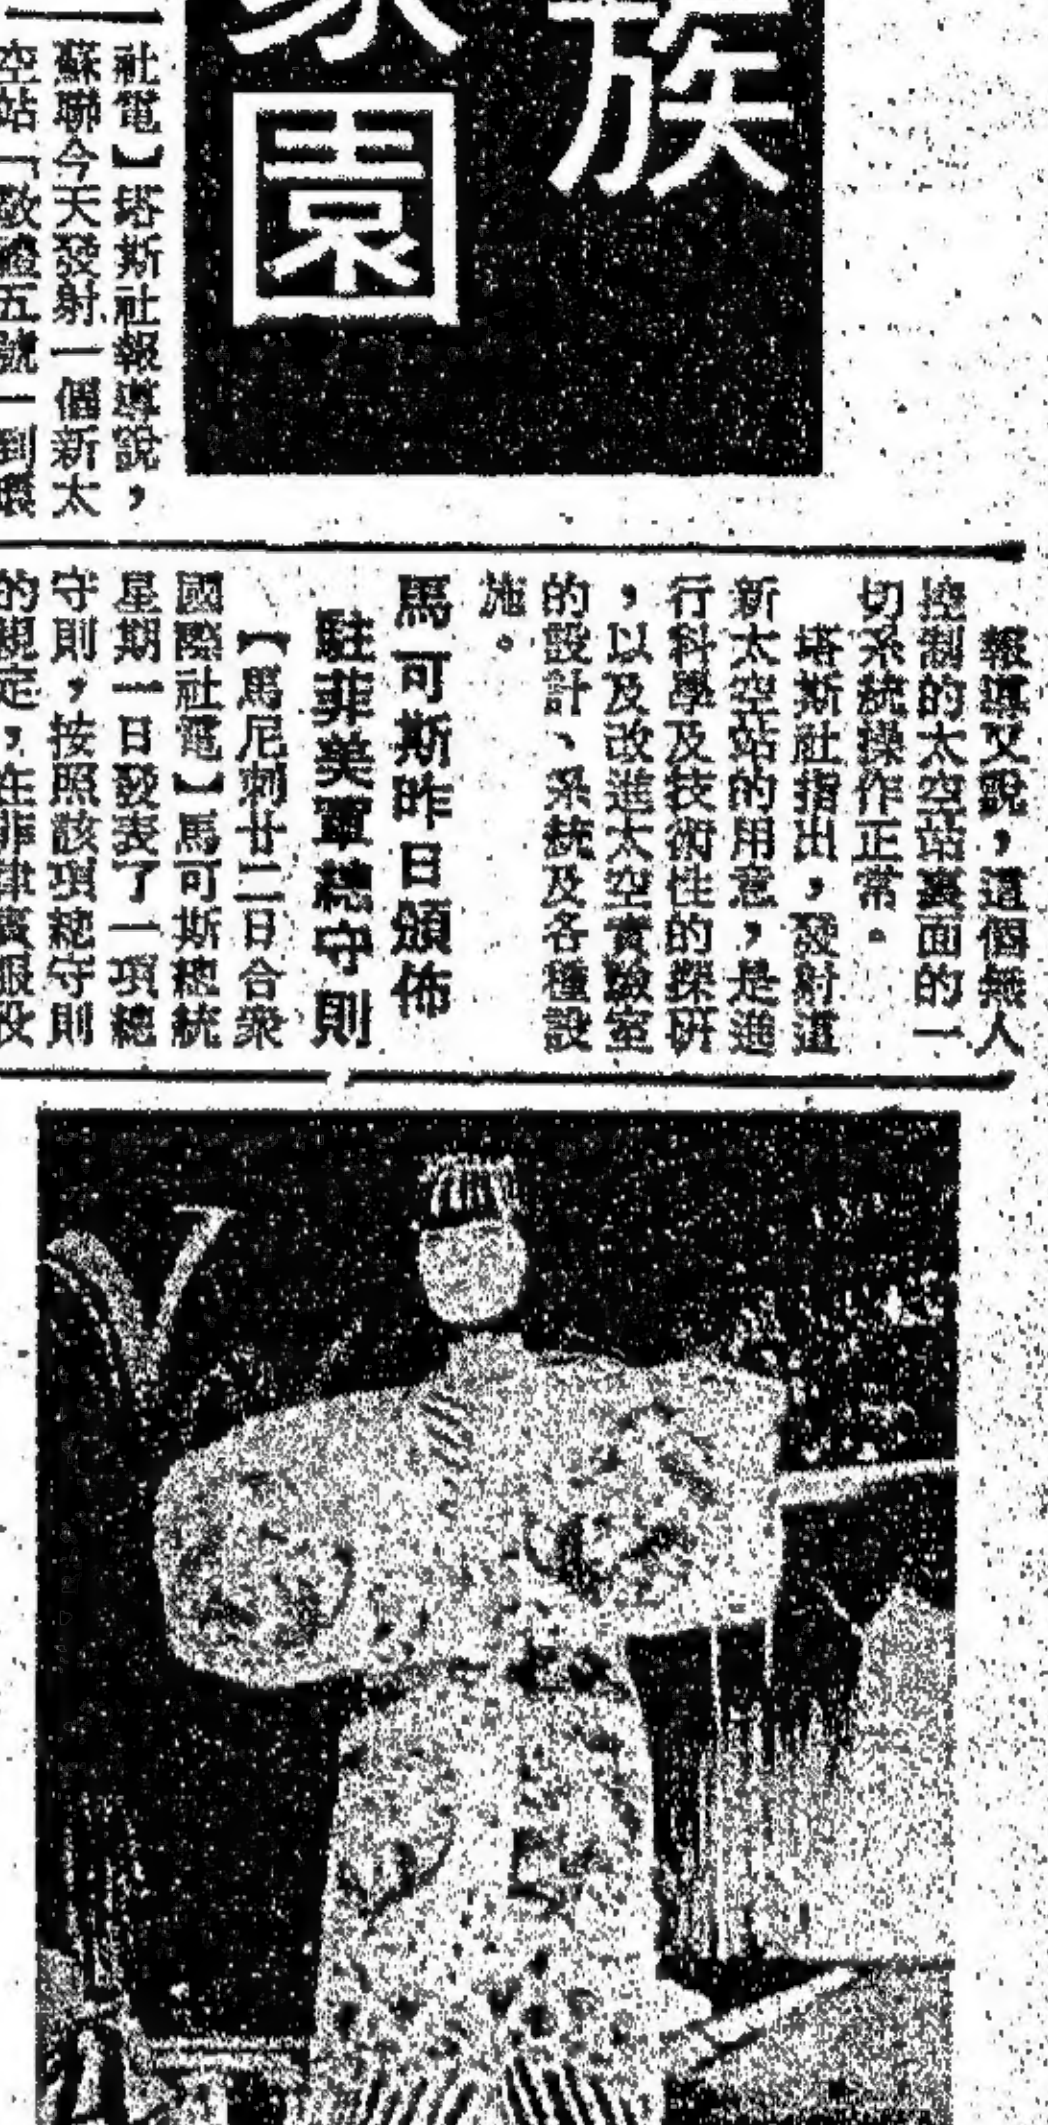 族
園
社電】塔斯社報導說，
蘇聯今天發射一個新太
空站「敬禮五號」到環
報導又說，這個無人
控制的太空站裏面的一
切系統操作正常。
塔斯社指出，發射這
新太空站的用意，是進
行科學及技術性的探研
，以及改進太空實驗室
的設計、系統及各種設
施。
馬可斯昨日頒佈
駐菲美軍總守則
【馬尼刺廿二日合衆
國際社電】馬可斯總統
星期一日發表了一項總
守則，按照該項總守則
的規定，在菲律賓服役